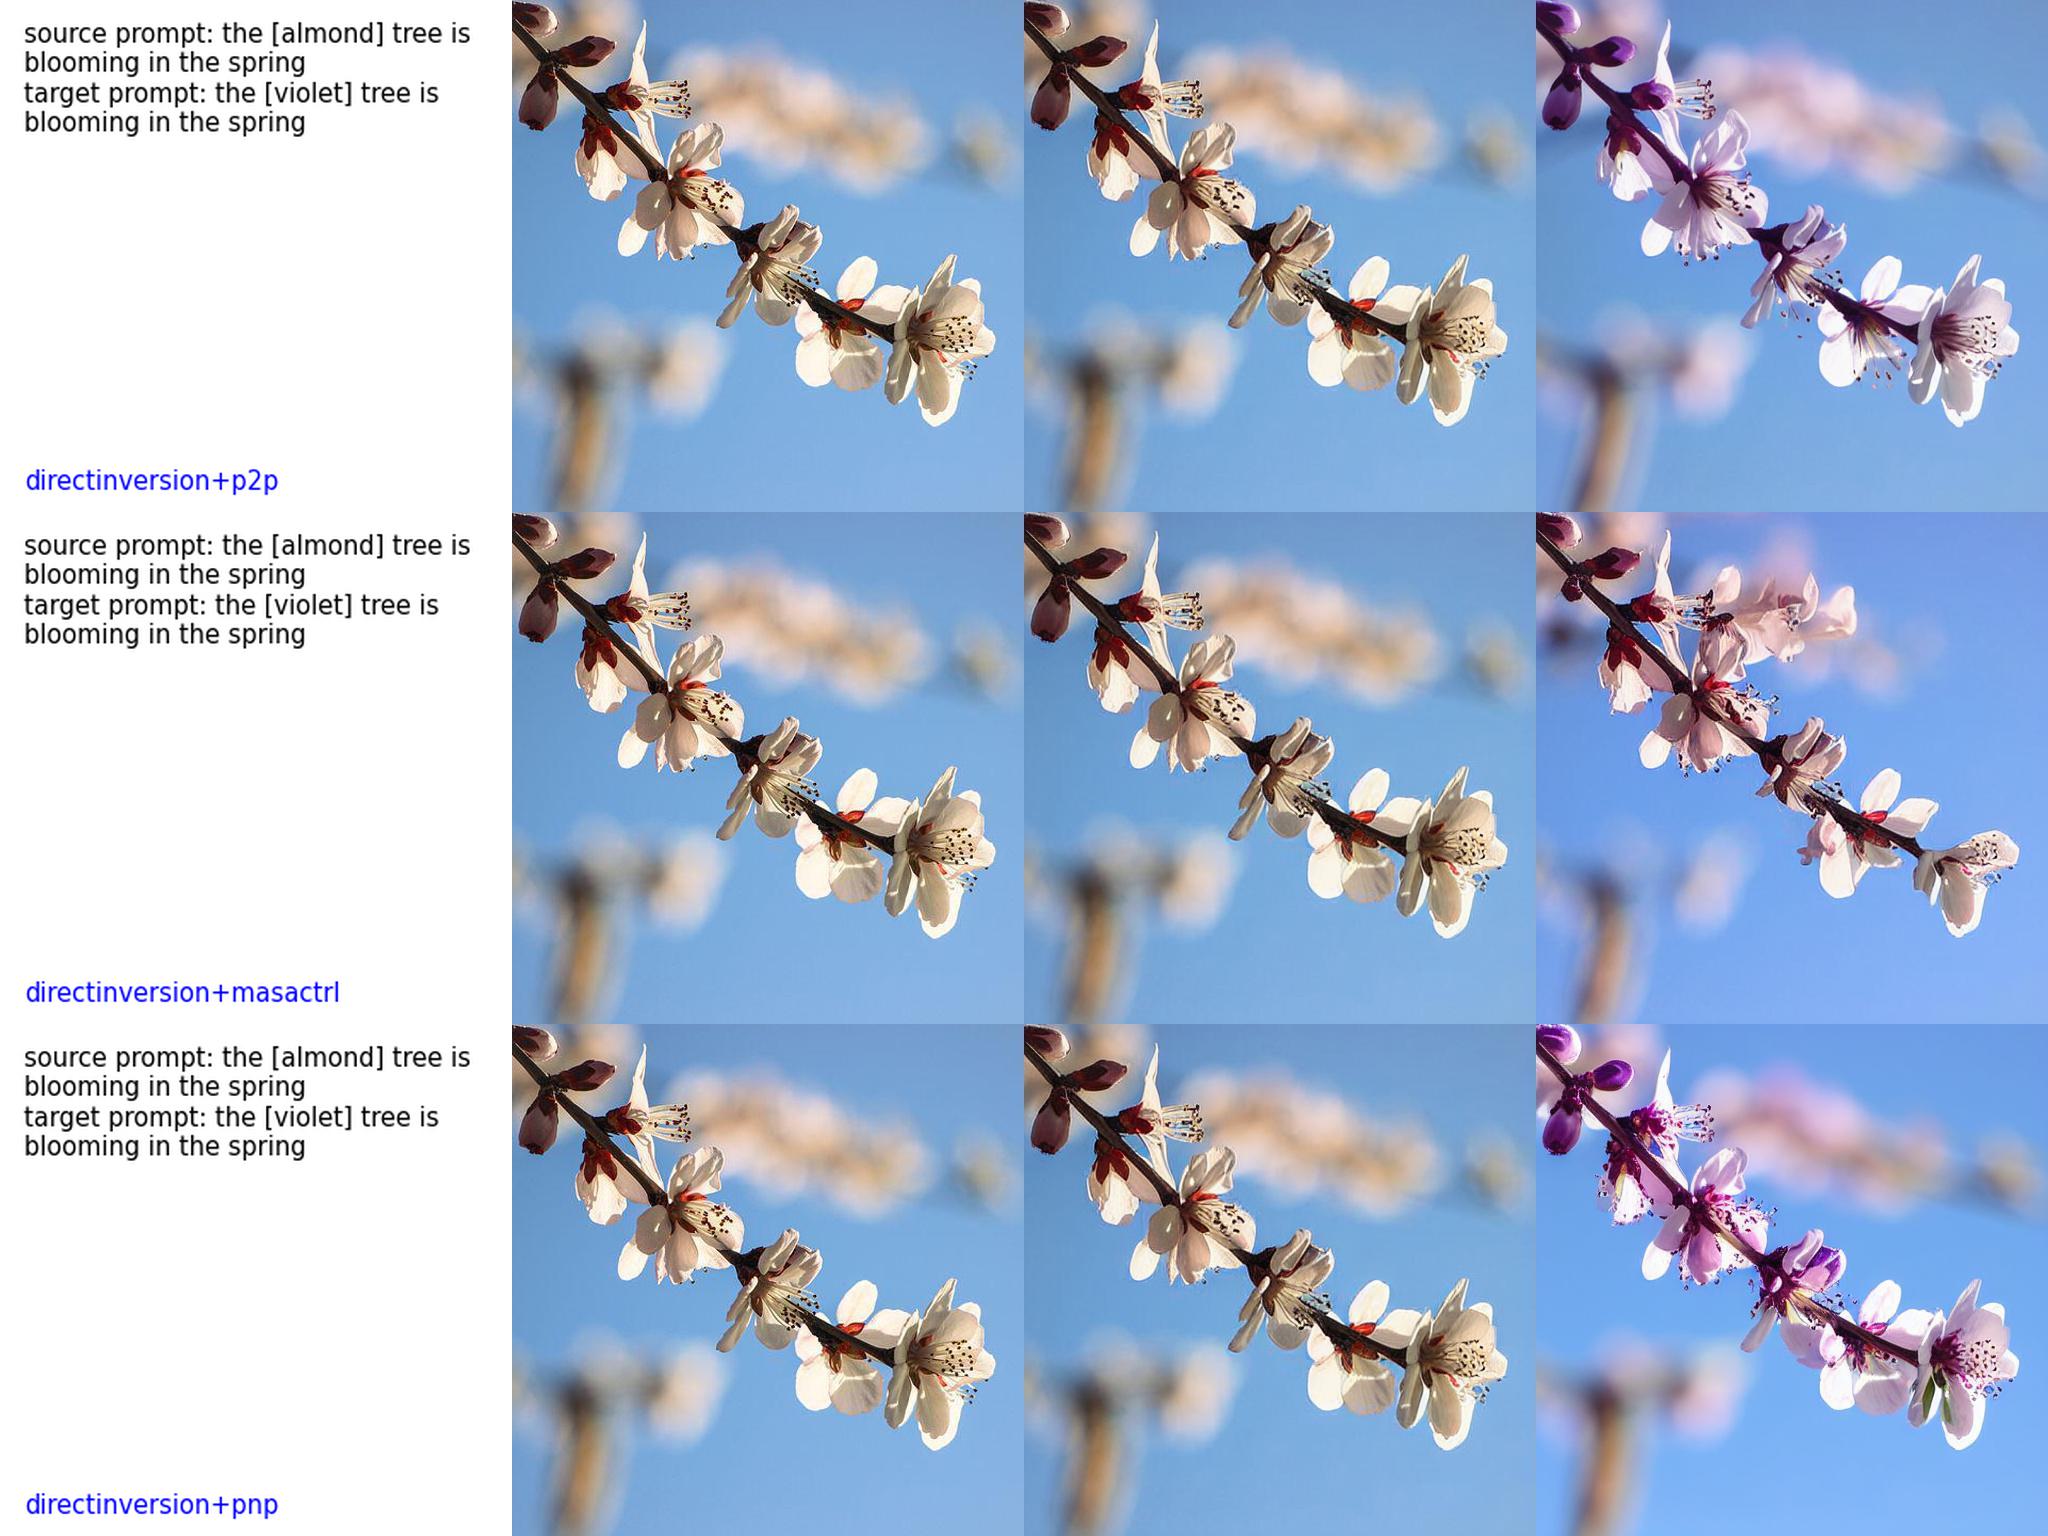 source prompt: the [almond] tree is
blooming in the spring
target prompt: the [violet] tree is
blooming in the spring
directinversion+p2p
source prompt: the [almond] tree is
blooming in the spring
target prompt: the [violet] tree is
blooming in the spring
directinversion+masactrl
source prompt: the [almond] tree is
blooming in the spring
target prompt: the [violet] tree is
blooming in the spring
directinversion+pnp